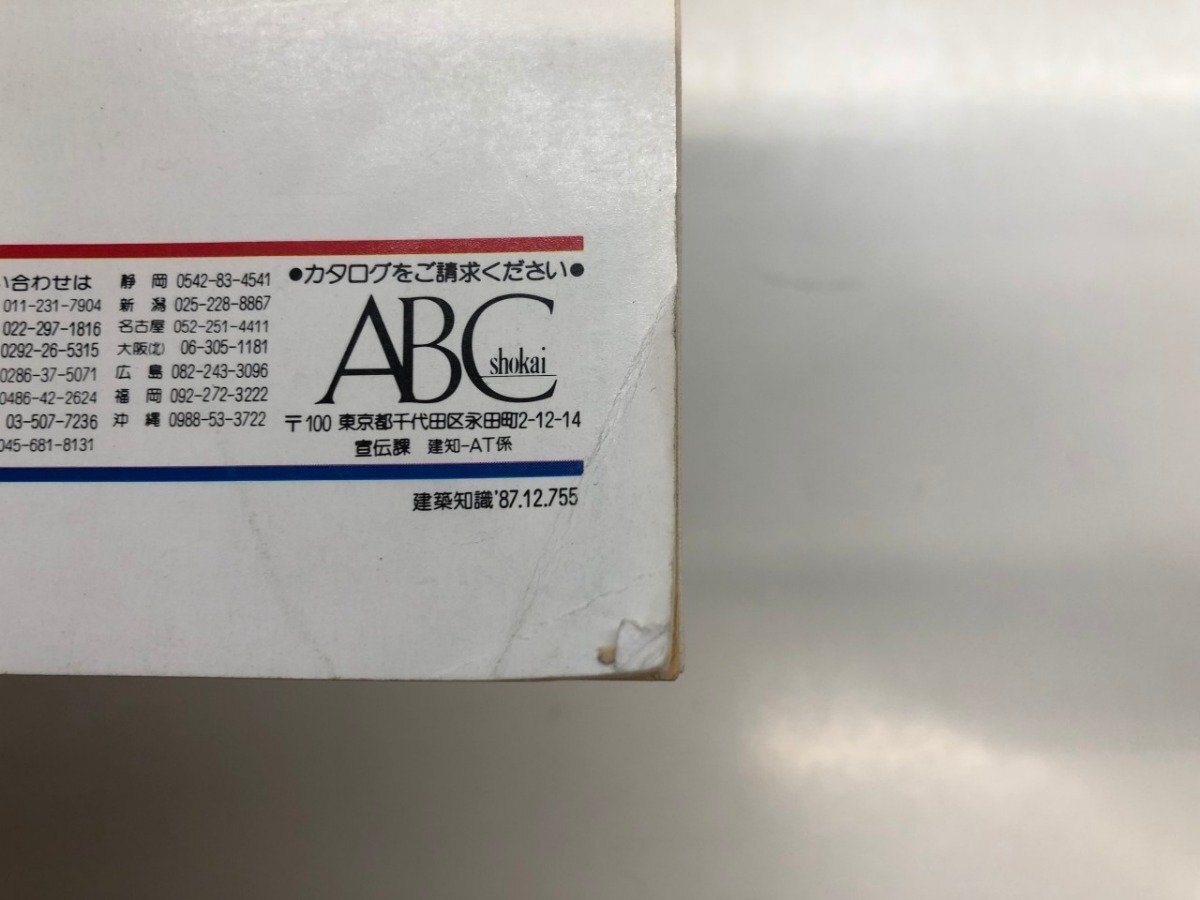 い合わせは
011-231-7904
022-297-1816
0292-26-5315
0286-37-5071
0486-42-2624
03-507-7236
045-681-8131
静岡 0542-83-4541
新潟 025-228-8867
名古屋 052-251-4411
大阪(北) 06-305-1181
広島 082-243-3096
福岡 092-272-3222
沖縄 0988-53-3722
●カタログをご請求ください●
ABC
shokai
〒100 東京都千代田区永田町2-12-14
宣伝課 建知-AT係
建築知識'87.12.755